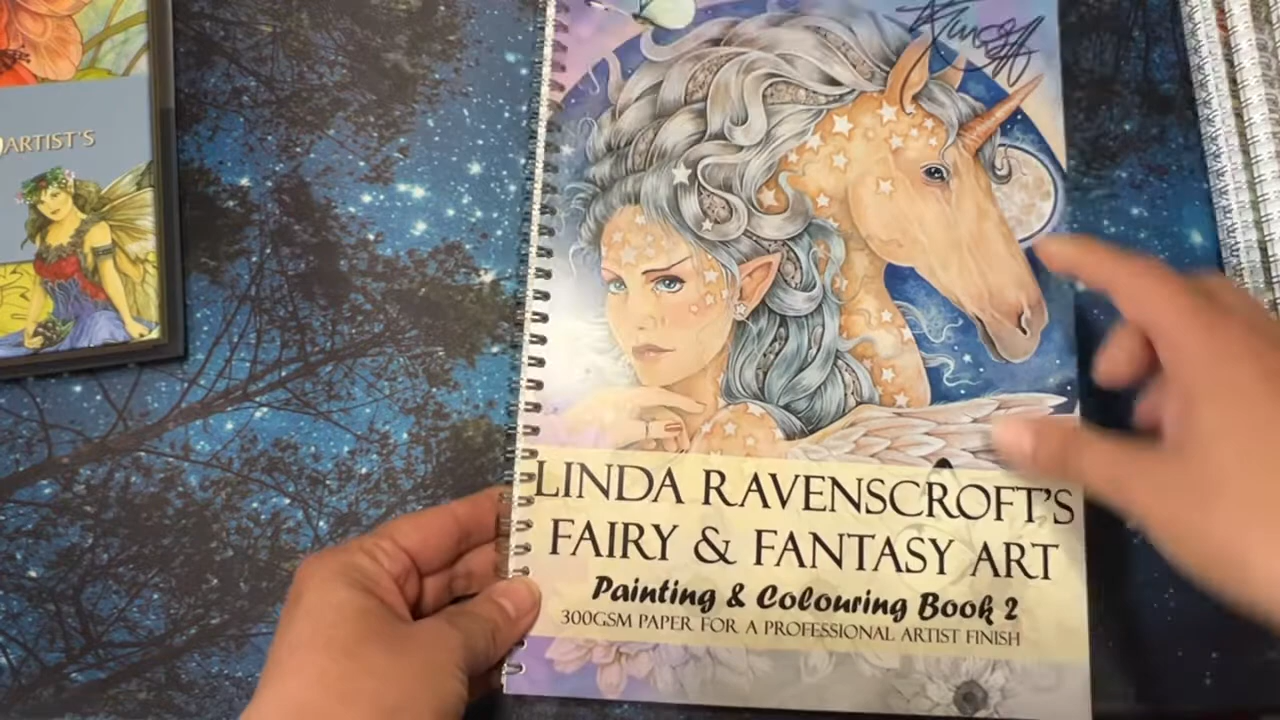 ARTIST'S
LINDA RAVENSCROFT'S
FAIRY & FANTASY ART
Painting & Colouring Book 2
300GSM PAPER FOR A PROFESSIONAL ARTIST FINISH